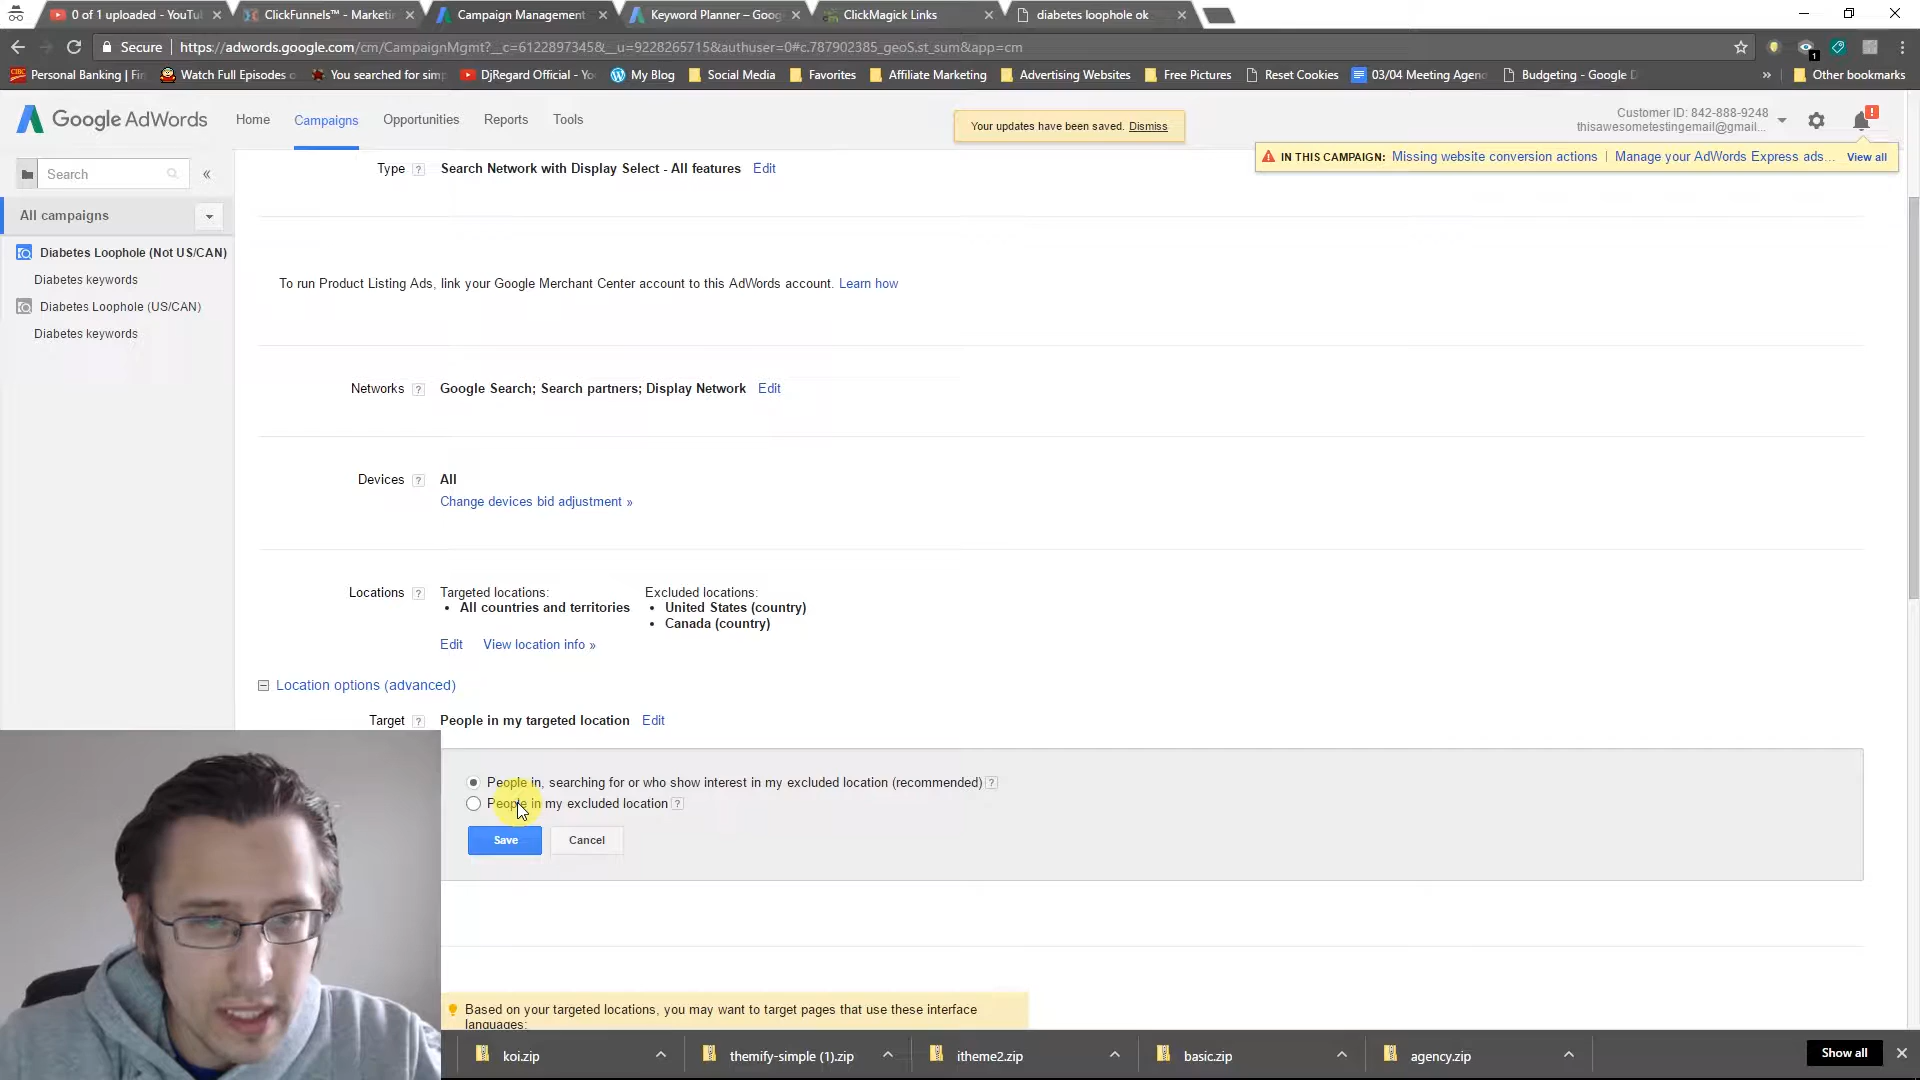 0 of 1 uploaded - YouTu
ClickFunnels™ - Marketi
Campaign Management
Keyword Planner – Goog
ClickMagick Links
diabetes loophole ok
Secure
https://adwords.google.com/cm/CampaignMgmt?__c=6122897345&__u=9228265715&authuser=0#c.787902385_geoS.st_sum&app=cm
1
CIBC
Personal Banking | Fin
Watch Full Episodes o
You searched for sim
DjRegard Official - Yo
My Blog
Social Media
Favorites
Affiliate Marketing
Advertising Websites
Free Pictures
Reset Cookies
03/04 Meeting Agen
Budgeting - Google D
»
Other bookmarks
Google AdWords
Home
Campaigns
Opportunities
Reports
Tools
Your updates have been saved. Dismiss
Customer ID: 842-888-9248
thisawesometestingemail@gmail...
!
IN THIS CAMPAIGN: Missing website conversion actions | Manage your AdWords Express ads... View all
Search
«
All campaigns
Diabetes Loophole (Not US/CAN)
Diabetes keywords
Diabetes Loophole (US/CAN)
Diabetes keywords
Type ? Search Network with Display Select - All features Edit
To run Product Listing Ads, link your Google Merchant Center account to this AdWords account. Learn how
Networks ? Google Search; Search partners; Display Network Edit
Devices ? All
Change devices bid adjustment »
Locations ? Targeted locations: Excluded locations:
• All countries and territories • United States (country)
• Canada (country)
Edit View location info »
Location options (advanced)
Target ? People in my targeted location Edit
People in, searching for or who show interest in my excluded location (recommended) ?
People in my excluded location ?
Save Cancel
Based on your targeted locations, you may want to target pages that use these interface
languages:
koi.zip
themify-simple (1).zip
itheme2.zip
basic.zip
agency.zip
Show all